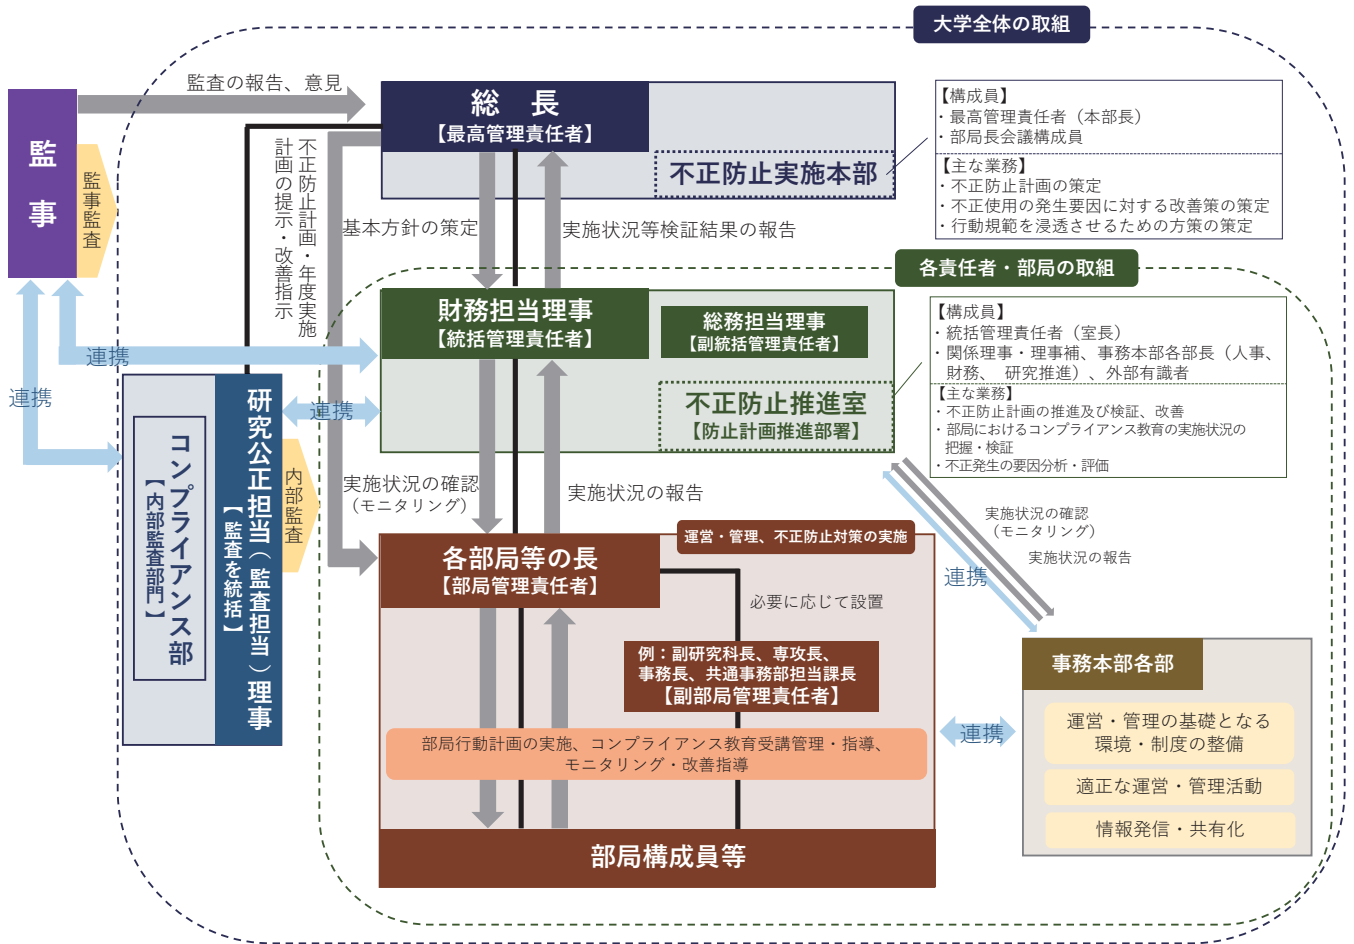 大学全体の取組
監査の報告、意見
監
事
監事監査
総　長
【最高管理責任者】
不正防止実施本部
【構成員】
・最高管理責任者（本部長）
・部局長会議構成員
【主な業務】
・不正防止計画の策定
・不正使用の発生要因に対する改善策の策定
・行動規範を浸透させるための方策の策定
不正防止計画・年度実施
計画の提示・改善指示
基本方針の策定
実施状況等検証結果の報告
各責任者・部局の取組
財務担当理事
【統括管理責任者】
総務担当理事
【副統括管理責任者】
不正防止推進室
【防止計画推進部署】
【構成員】
・統括管理責任者（室長）
・関係理事・理事補、事務本部各部長（人事、
財務、 研究推進）、外部有識者
【主な業務】
・不正防止計画の推進及び検証、改善
・部局におけるコンプライアンス教育の実施状況の
把握・検証
・不正発生の要因分析・評価
連携
連携
連携
研究公正担当（監査担当）理事
【監査を統括】
コンプライアンス部
【内部監査部門】
内部監査
実施状況の確認
（モニタリング）
実施状況の報告
実施状況の確認
（モニタリング）
実施状況の報告
連携
運営・管理、不正防止対策の実施
各部局等の長
【部局管理責任者】
必要に応じて設置
例：副研究科長、専攻長、
事務長、共通事務部担当課長
【副部局管理責任者】
部局行動計画の実施、コンプライアンス教育受講管理・指導、
モニタリング・改善指導
部局構成員等
連携
事務本部各部
運営・管理の基礎となる
環境・制度の整備
適正な運営・管理活動
情報発信・共有化